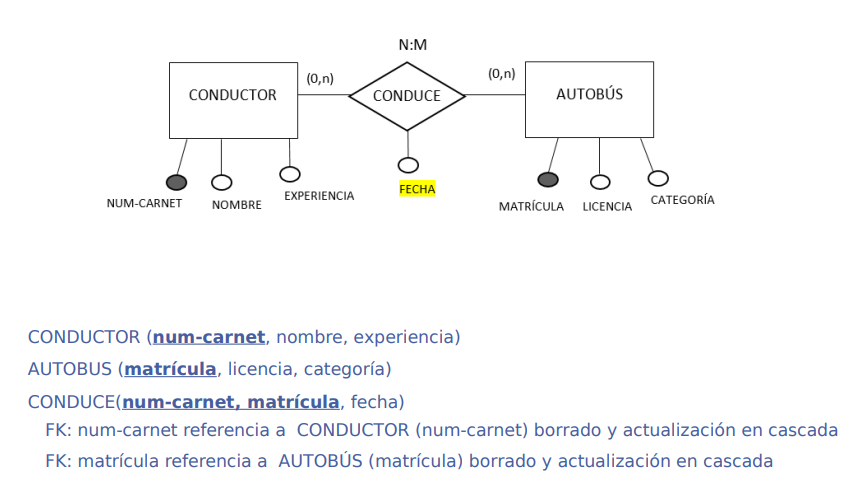 N:M
(0,n)
(0,n)
CONDUCTOR
CONDUCE
AUTOBÚS
NUM-CARNET
NOMBRE
EXPERIENCIA
FECHA
MATRÍCULA
LICENCIA
CATEGORÍA
CONDUCTOR (num-carnet, nombre, experiencia)
AUTOBUS (matrícula, licencia, categoría)
CONDUCE(num-carnet, matrícula, fecha)
FK: num-carnet referencia a CONDUCTOR (num-carnet) borrado y actualización en cascada
FK: matrícula referencia a AUTOBÚS (matrícula) borrado y actualización en cascada